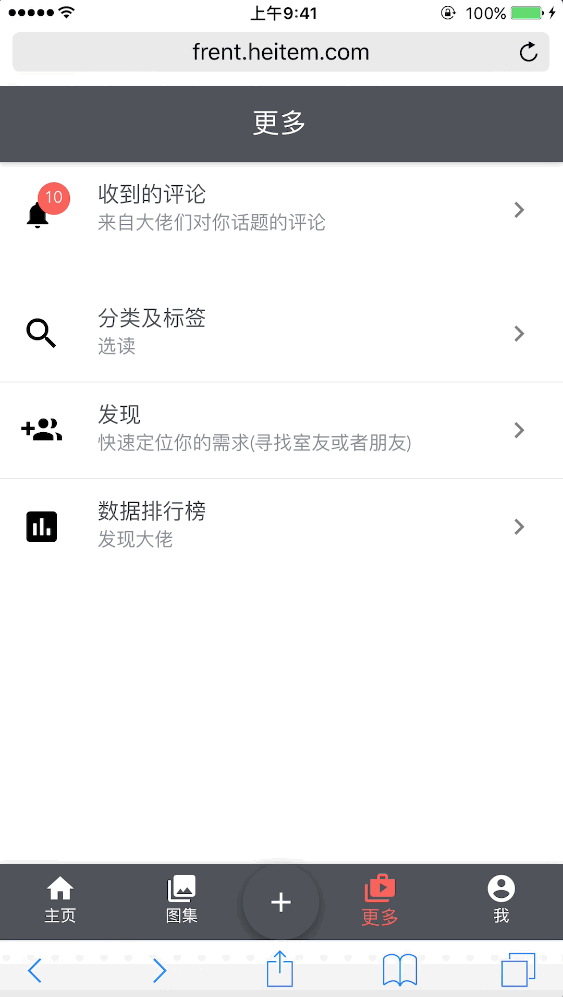 上午9:41
100%
frent.heitem.com
更多
10
收到的评论
来自大佬们对你话题的评论
分类及标签
选读
发现
快速定位你的需求(寻找室友或者朋友)
数据排行榜
发现大佬
主页
图集
更多
我